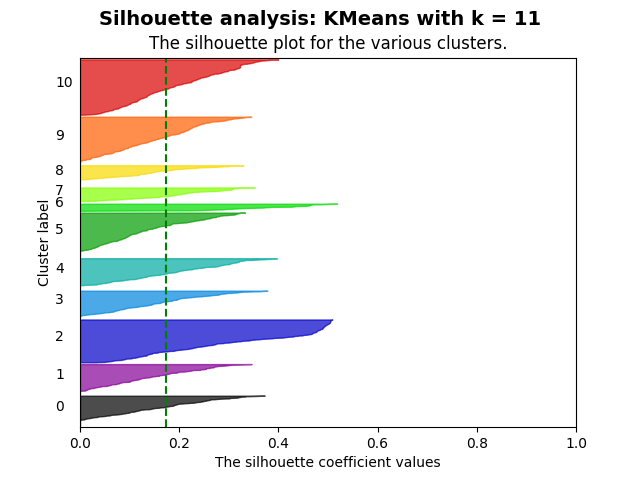 Silhouette analysis: KMeans with k = 11
The silhouette plot for the various clusters.
10
9
8
7
6
5
4
3
2
1
0
Cluster label
0.0 0.2 0.4 0.6 0.8 1.0
The silhouette coefficient values